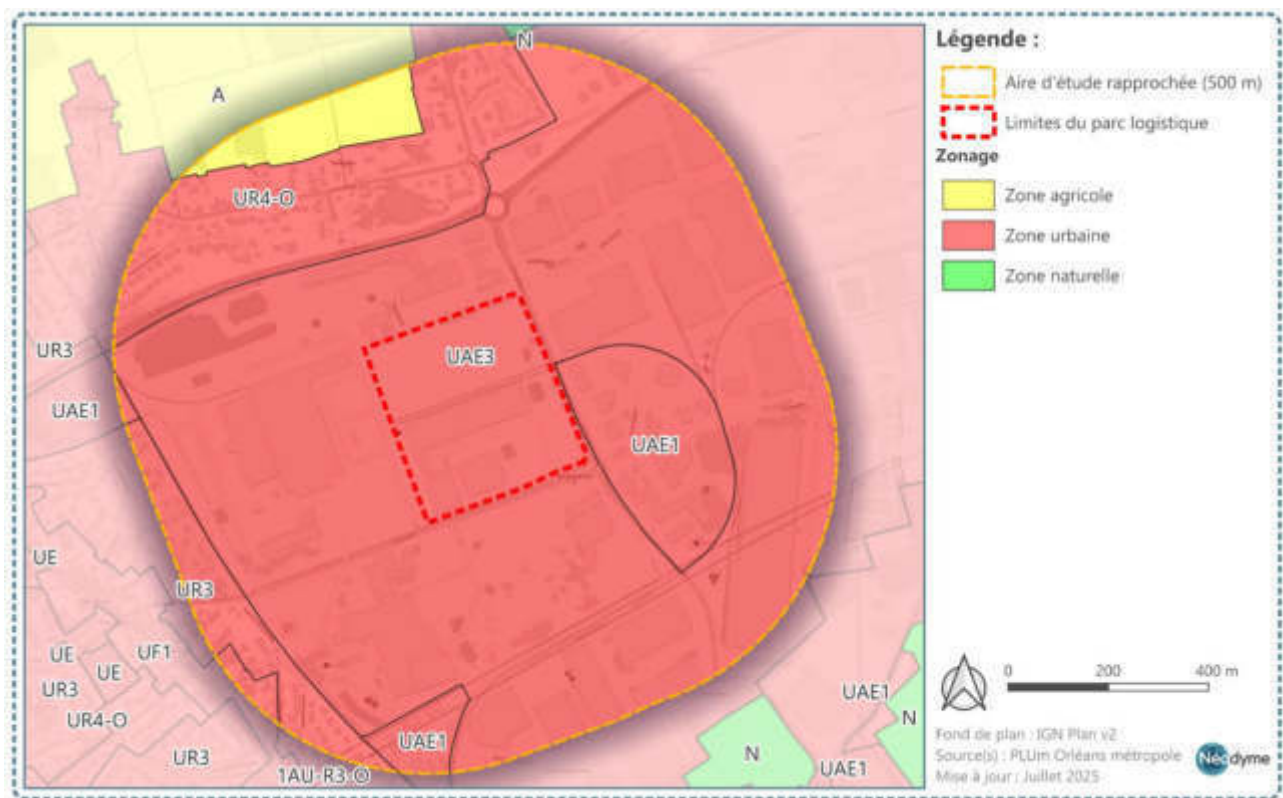 N
A
UR4-O
UR3
UAE3
UAE1
UAE1
UE
UR3
UE
UF1
UE
UR3
UR4-O
UR3
1AU-R3-O
UAE1
N
UAE1
N
UAE1
Légende :
Aire d'étude rapprochée (500 m)
Limites du parc logistique
Zonage
Zone agricole
Zone urbaine
Zone naturelle
0 200 400 m
Fond de plan : IGN Plan v2
Source(s) : PLUm Orléans métropole
Mise à jour : Juillet 2025
Néodyme